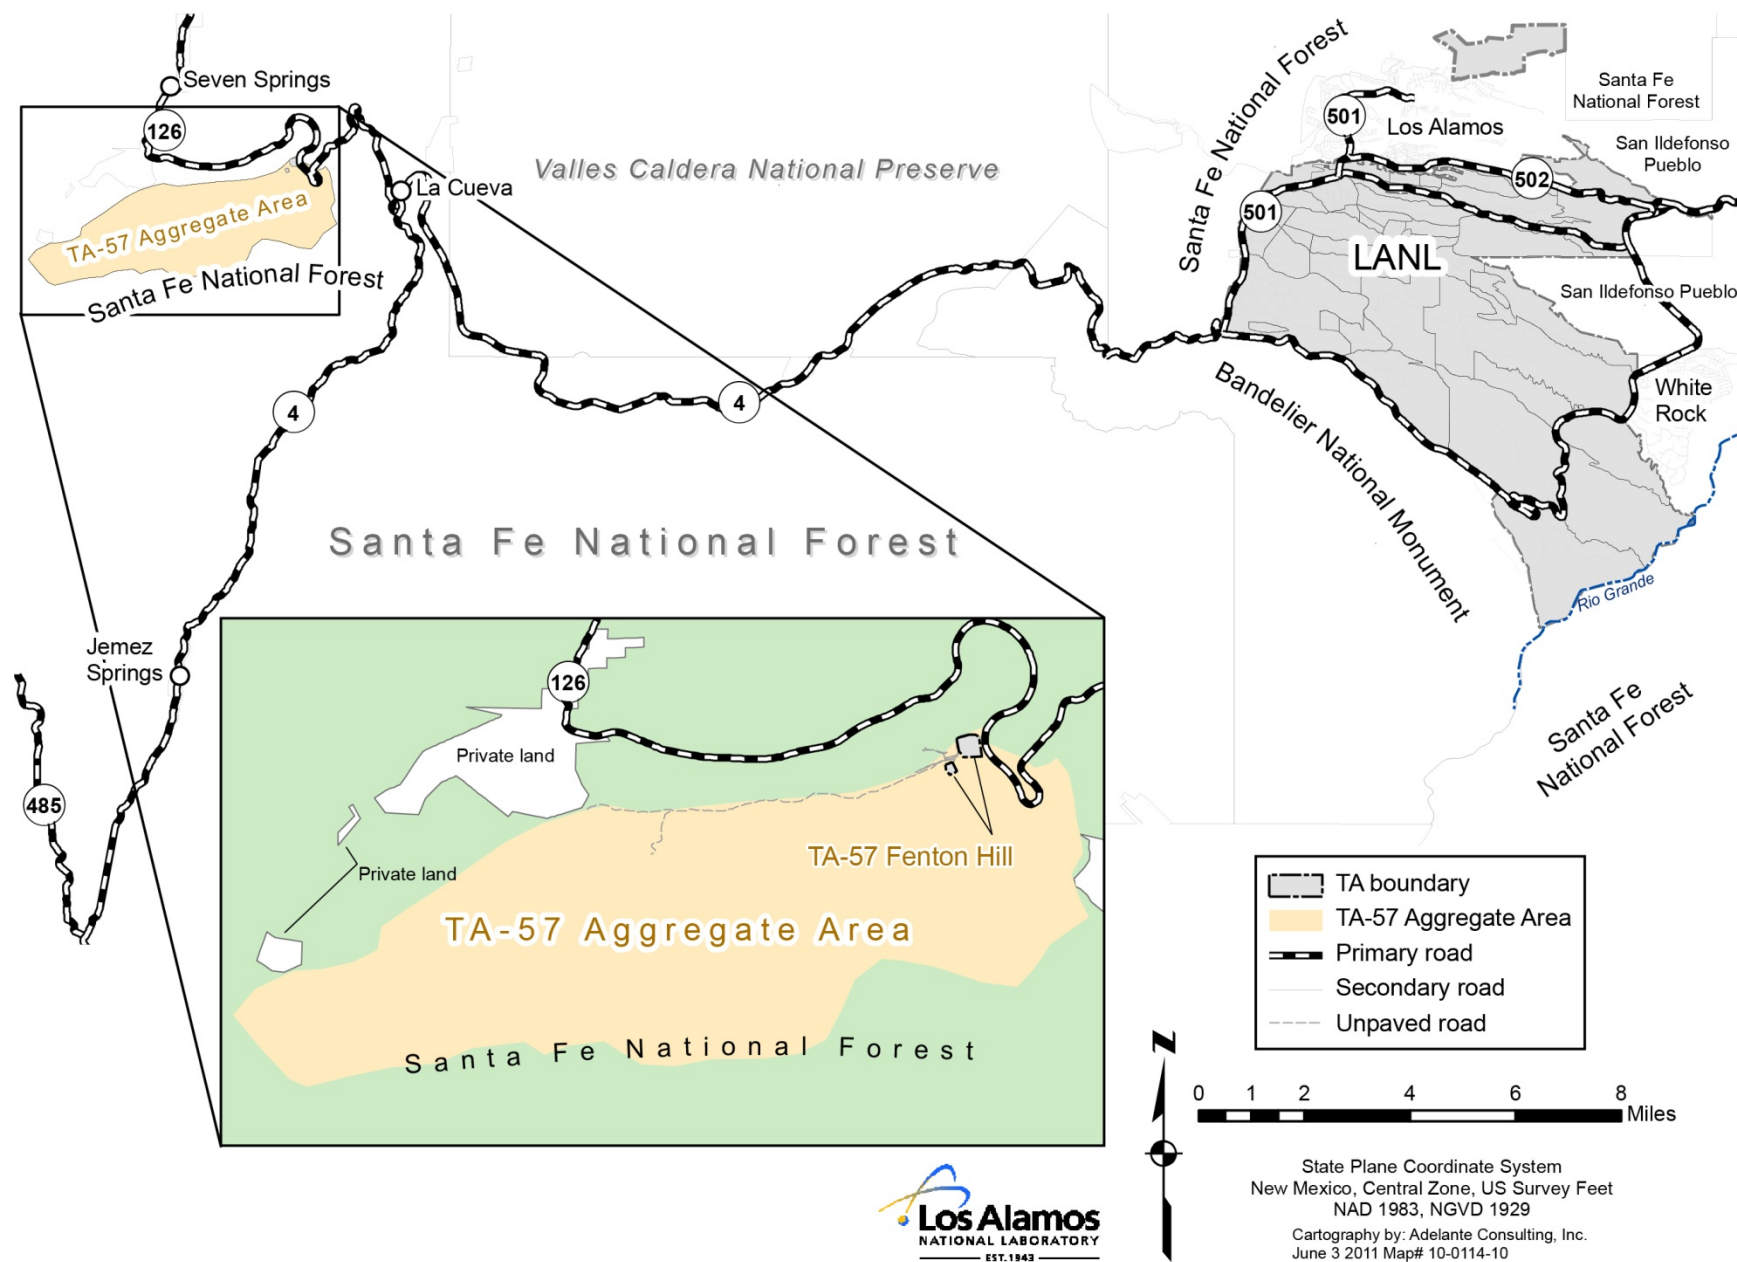 Seven Springs
126
TA-57 Aggregate Area
Santa Fe National Forest
La Cueva
Valles Caldera National Preserve
Santa Fe National Forest
501
Los Alamos
Santa Fe
National Forest
San Ildefonso
Pueblo
502
501
LANL
San Ildefonso Pueblo
4
4
Bandelier National Monument
White
Rock
Santa Fe National Forest
Rio Grande
Jemez
Springs
Santa Fe
National Forest
485
126
Private land
Private land
TA-57 Fenton Hill
TA-57 Aggregate Area
Santa Fe National Forest
TA boundary
TA-57 Aggregate Area
Primary road
Secondary road
Unpaved road
N
0 1 2 4 6 8
Miles
State Plane Coordinate System
New Mexico, Central Zone, US Survey Feet
NAD 1983, NGVD 1929
Cartography by: Adelante Consulting, Inc.
June 3 2011 Map# 10-0114-10
Los Alamos
NATIONAL LABORATORY
EST.1943